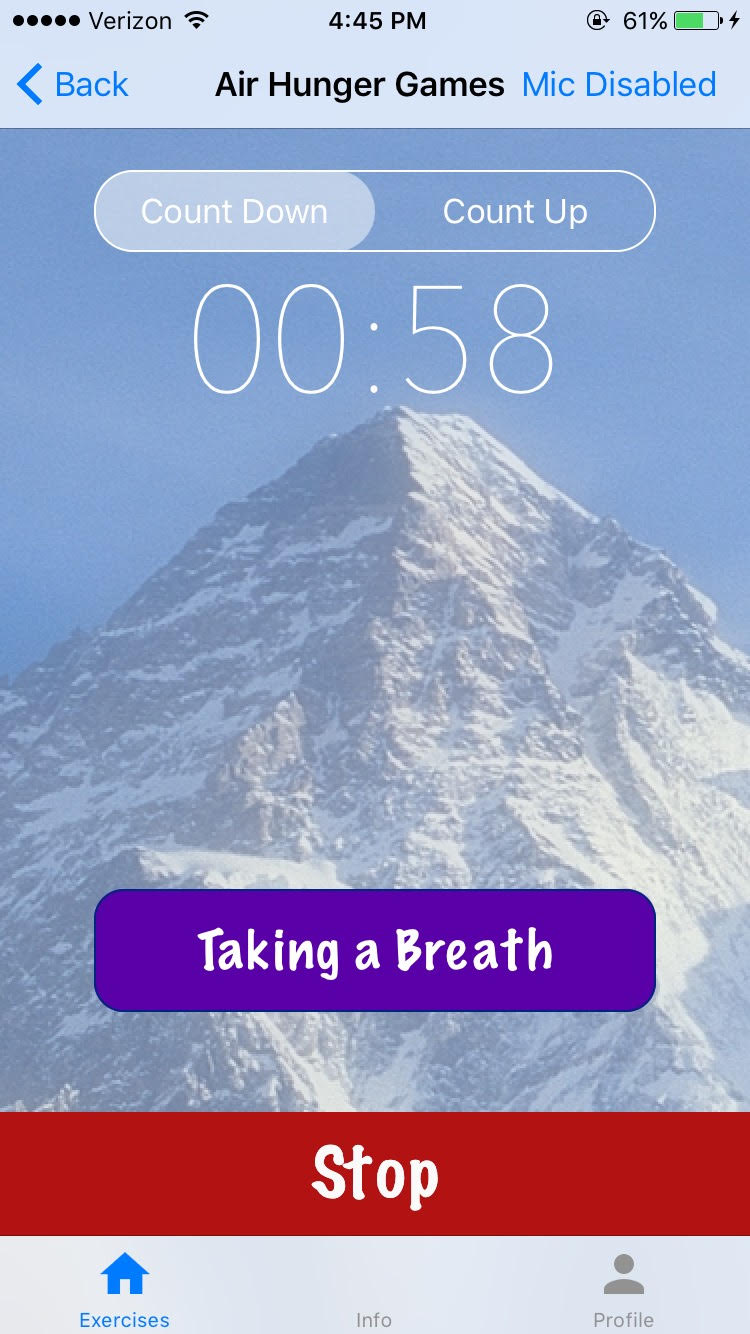 Verizon 4:45 PM 61%
Back Air Hunger Games Mic Disabled
Count Down Count Up
00:58
Taking a Breath
Stop
Exercises Info Profile